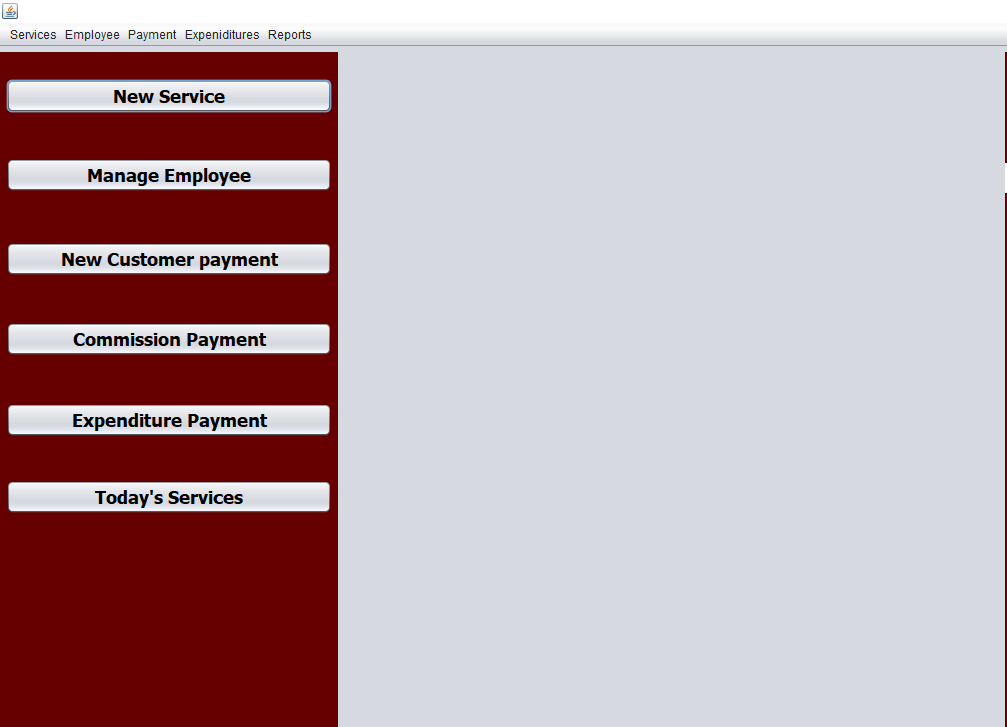 Services Employee Payment Expeniditures Reports
New Service
Manage Employee
New Customer payment
Commission Payment
Expenditure Payment
Today's Services